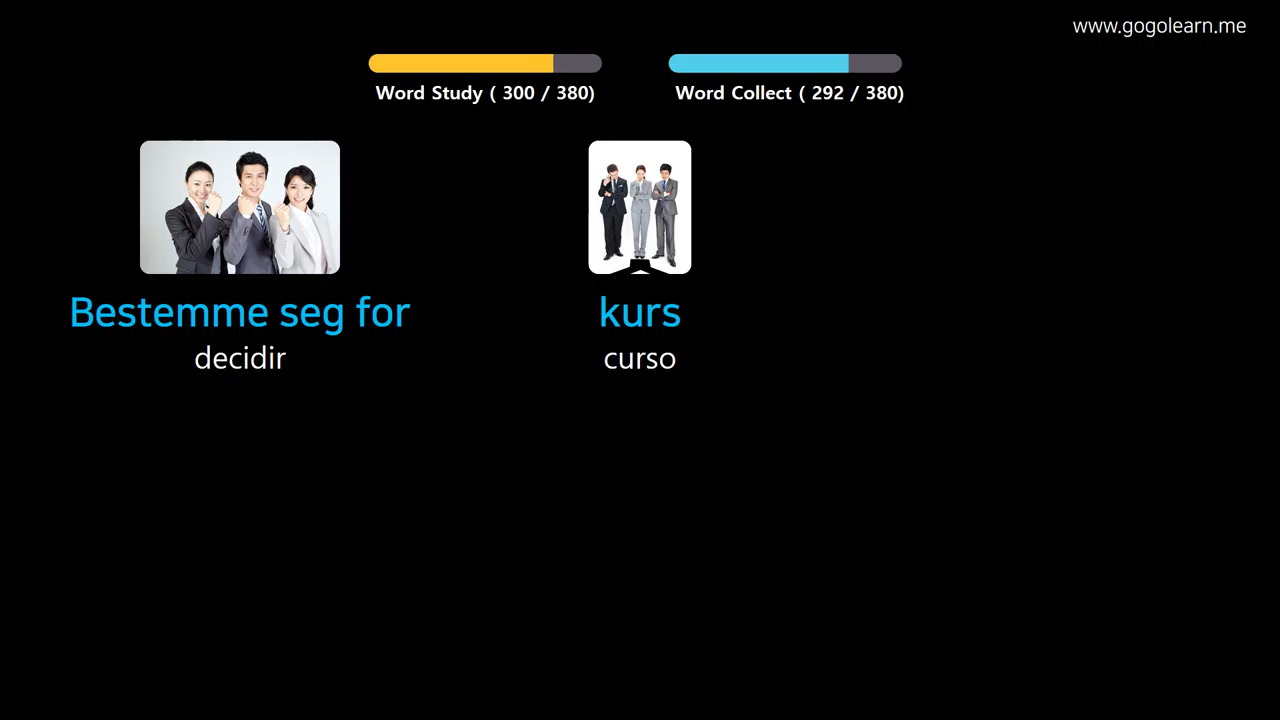 www.gogolearn.me
Word Study ( 300 / 380)
Word Collect ( 292 / 380)
Bestemme seg for
decidir
kurs
curso